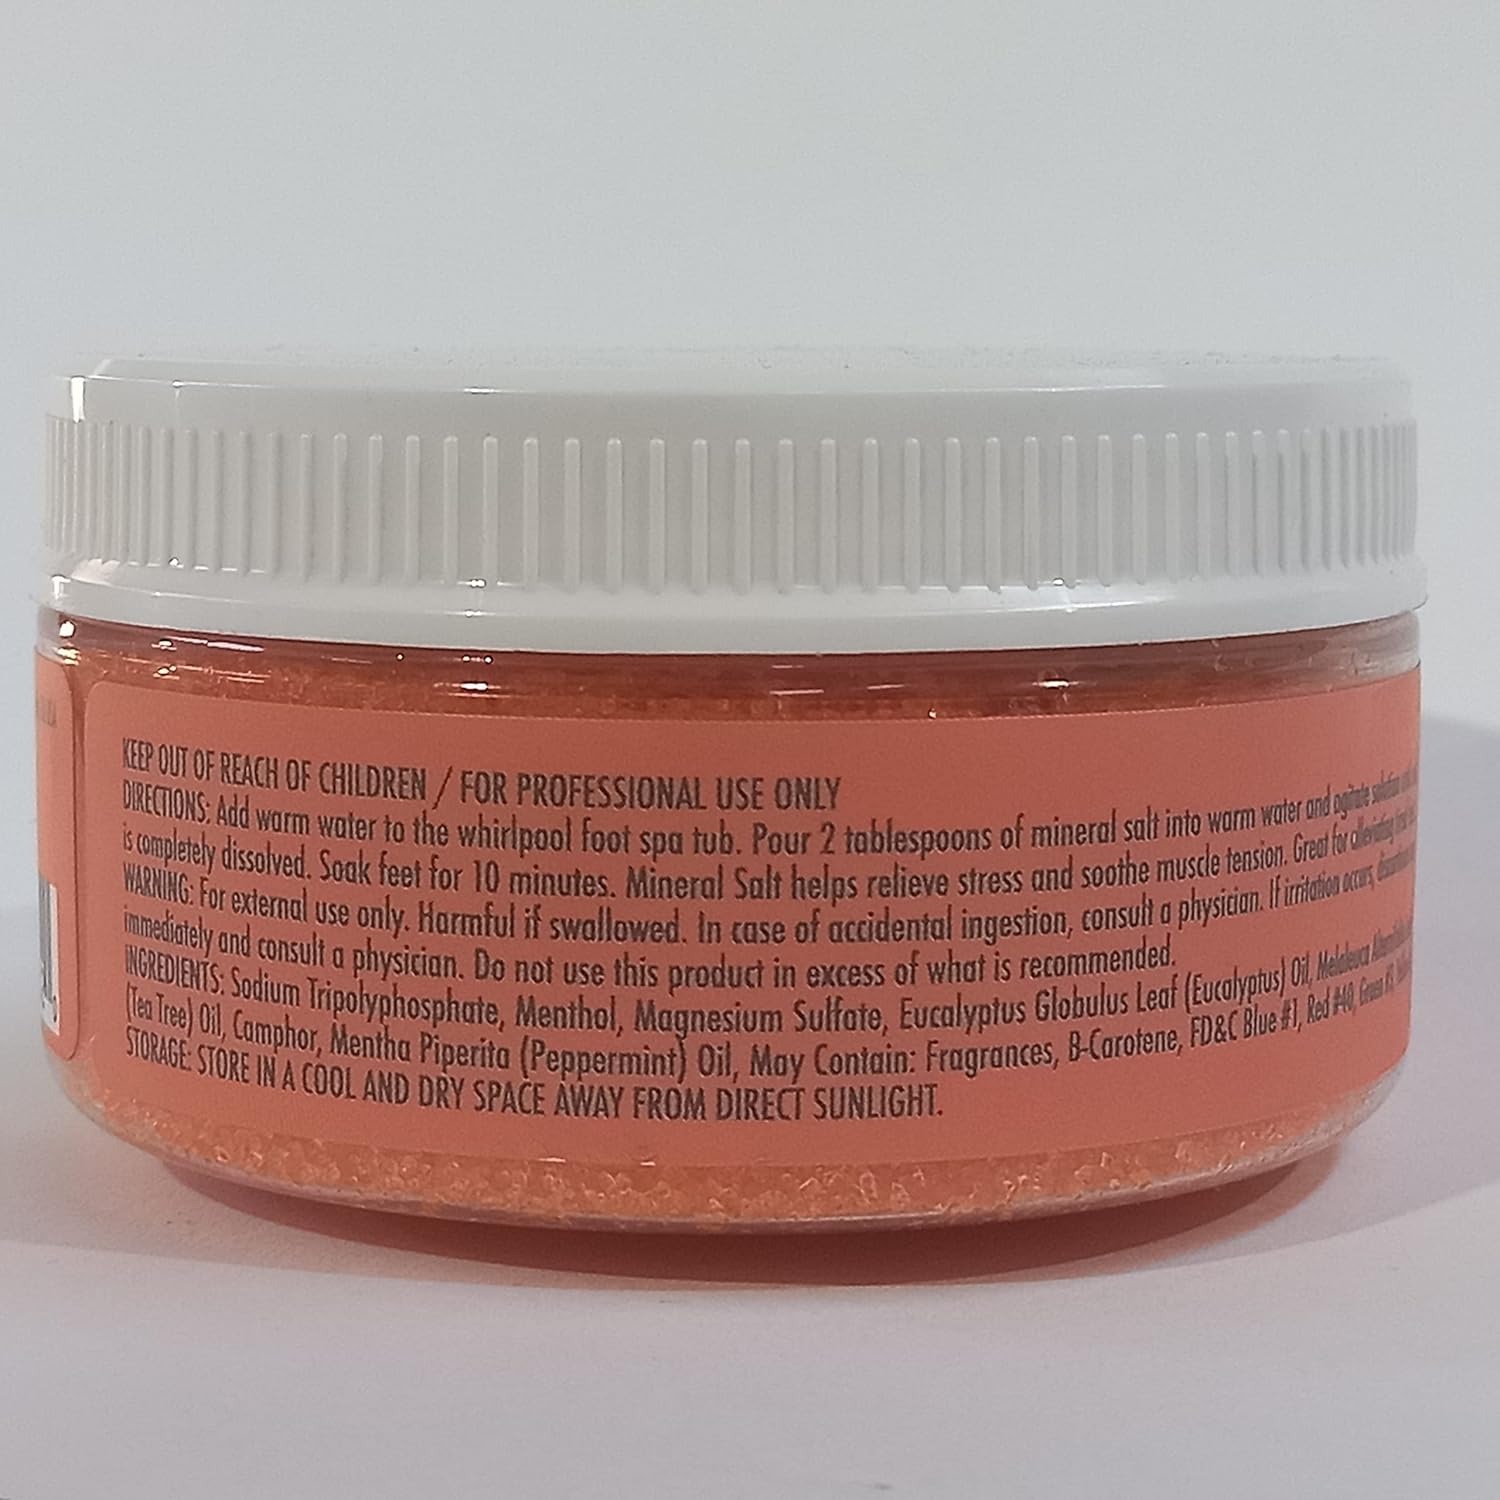 KEEP OUT OF REACH OF CHILDREN / FOR PROFESSIONAL USE ONLY
DIRECTIONS: Add warm water to the whirlpool foot spa tub. Pour 2 tablespoons of mineral salt into warm water and agitate solution
is completely dissolved. Soak feet for 10 minutes. Mineral Salt helps relieve stress and soothe muscle tension. Great for alleviating
WARNING: For external use only. Harmful if swallowed. In case of accidental ingestion, consult a physician. If irritation occurs,
immediately and consult a physician. Do not use this product in excess of what is recommended.
INGREDIENTS: Sodium Tripolyphosphate, Menthol, Magnesium Sulfate, Eucalyptus Globulus Leaf (Eucalyptus) Oil, Melaleuca
(Tea Tree) Oil, Camphor, Mentha Piperita (Peppermint) Oil, May Contain: Fragrances, B-Carotene, FD&C Blue #1, Red #40, Green
STORAGE: STORE IN A COOL AND DRY SPACE AWAY FROM DIRECT SUNLIGHT.